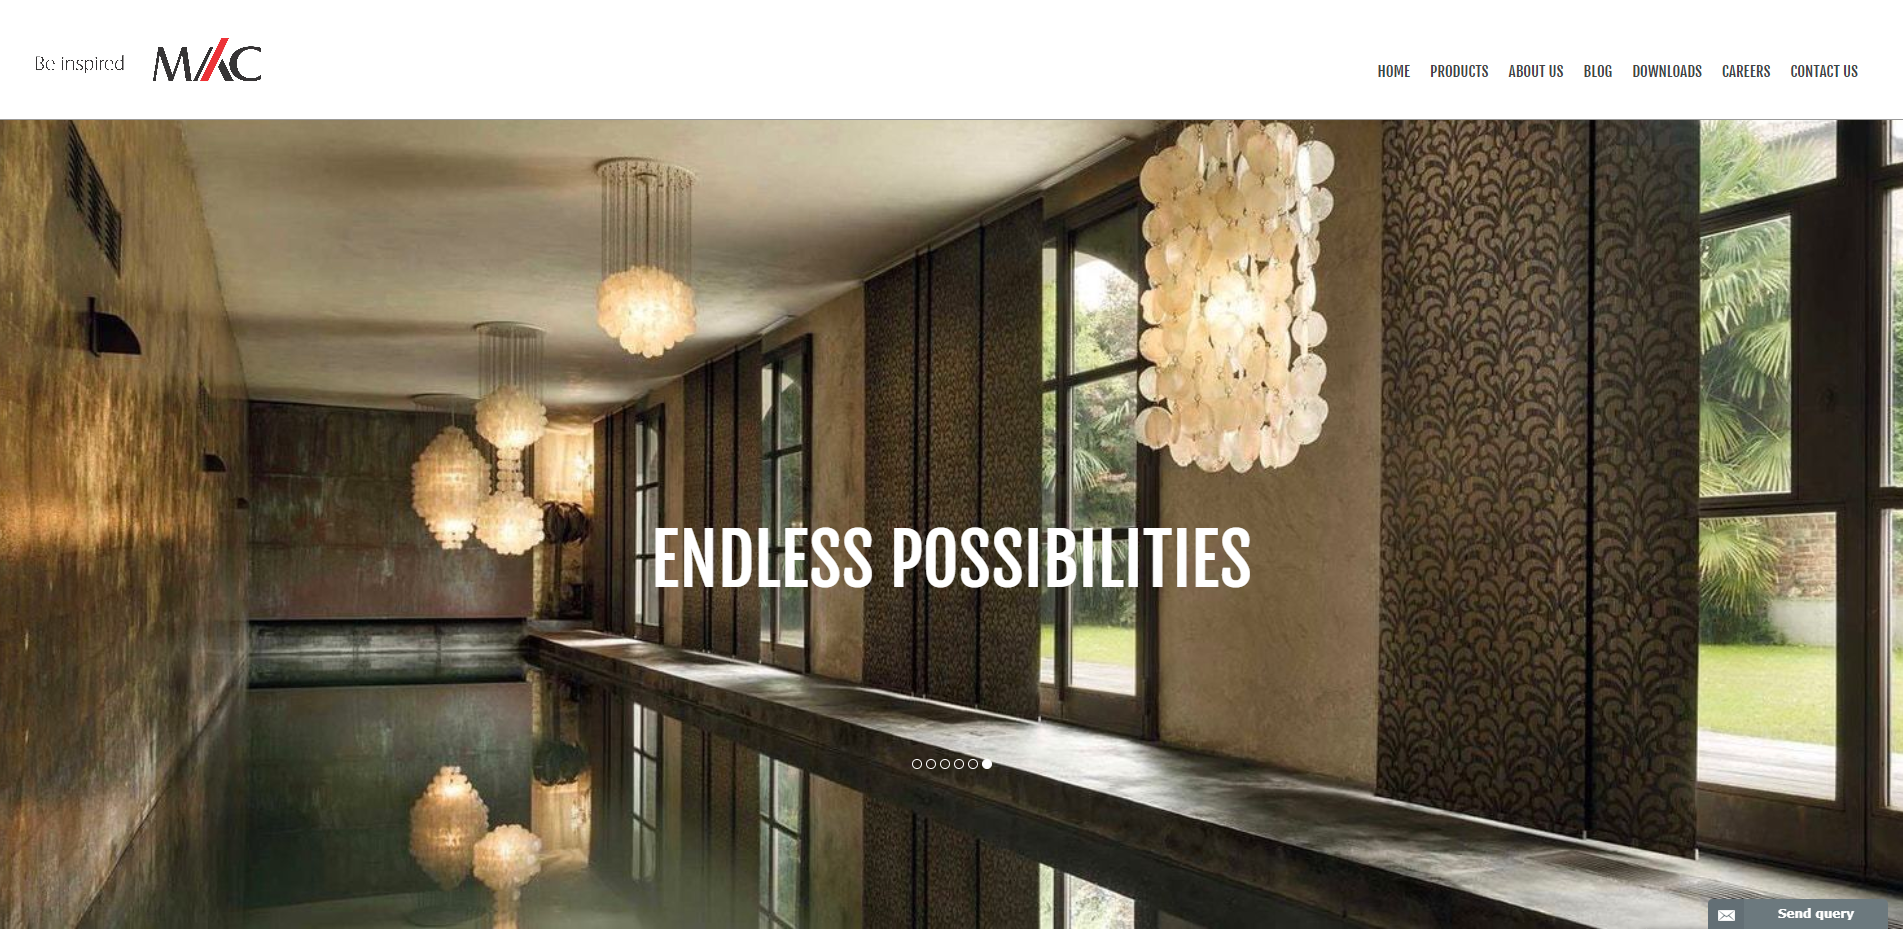 Be inspired
MAC
HOME PRODUCTS ABOUT US BLOG DOWNLOADS CAREERS CONTACT US
ENDLESS POSSIBILITIES
Send query